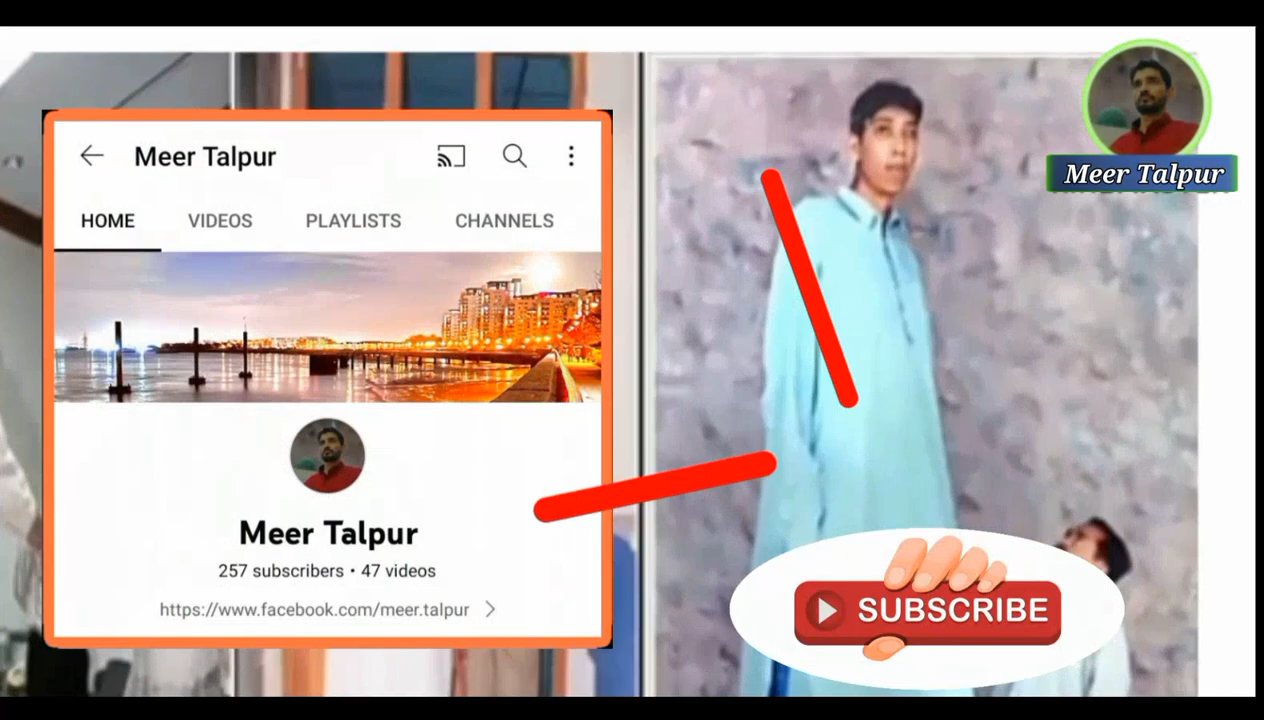 Meer Talpur
HOME VIDEOS PLAYLISTS CHANNELS
Meer Talpur
257 subscribers • 47 videos
https://www.facebook.com/meer.talpur
Meer Talpur
SUBSCRIBE